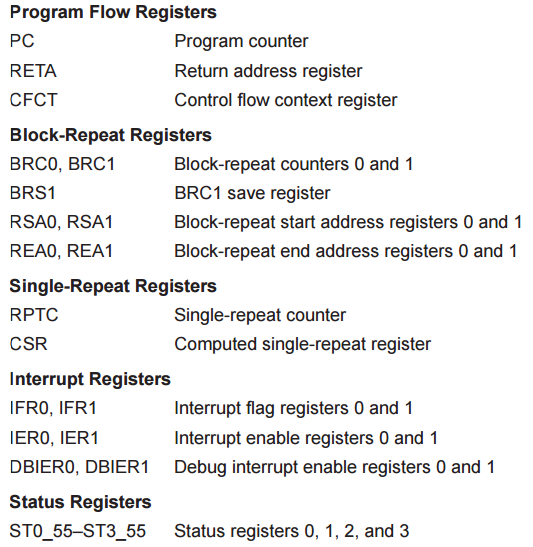 Program Flow Registers
PC Program counter
RETA Return address register
CFCT Control flow context register
Block-Repeat Registers
BRC0, BRC1 Block-repeat counters 0 and 1
BRS1 BRC1 save register
RSA0, RSA1 Block-repeat start address registers 0 and 1
REA0, REA1 Block-repeat end address registers 0 and 1
Single-Repeat Registers
RPTC Single-repeat counter
CSR Computed single-repeat register
Interrupt Registers
IFR0, IFR1 Interrupt flag registers 0 and 1
IER0, IER1 Interrupt enable registers 0 and 1
DBIER0, DBIER1 Debug interrupt enable registers 0 and 1
Status Registers
ST0_55–ST3_55 Status registers 0, 1, 2, and 3